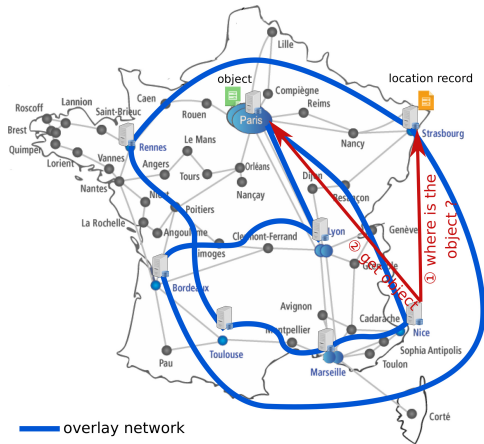 Lille
object
location record
Compiègne
Roscoff
Lannion
Caen
Rouen
Reims
Saint-Brieuc
Paris
Brest
Strasbourg
Rennes
Nancy
Quimper
Le Mans
Lorient
Vannes
Angers
Orléans
Tours
Dijon
Nantes
Nancay
Besançon
Niort
Poitiers
La Rochelle
Angoulême
Lyon
Genève
Clermont-Ferrand
Limoges
① where is the
object ?
② get object
Grenoble
Bordeaux
Avignon
Cadarache
Montpellier
Nice
Toulouse
Sophia Antipolis
Pau
Toulon
Marseille
Corté
overlay network